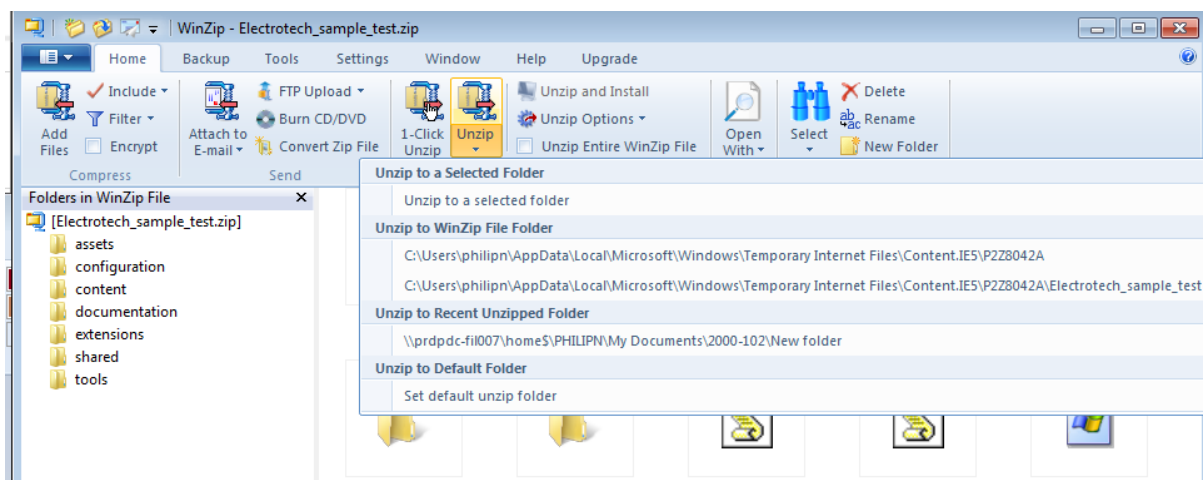 WinZip - Electrotech_sample_test.zip
Home Backup Tools Settings Window Help Upgrade
Add Files
Include
Filter
Encrypt
Compress
Attach to E-mail
FTP Upload
Burn CD/DVD
Convert Zip File
Send
1-Click Unzip
Unzip
Unzip and Install
Unzip Options
Unzip Entire WinZip File
Open With
Select
Delete
Rename
New Folder
Folders in WinZip File
[Electrotech_sample_test.zip]
assets
configuration
content
documentation
extensions
shared
tools
Unzip to a Selected Folder
Unzip to a selected folder
Unzip to WinZip File Folder
C:\Users\philipn\AppData\Local\Microsoft\Windows\Temporary Internet Files\Content.IE5\P2Z8042A
C:\Users\philipn\AppData\Local\Microsoft\Windows\Temporary Internet Files\Content.IE5\P2Z8042A\Electrotech_sample_test
Unzip to Recent Unzipped Folder
\\prdpdc-fil007\home$\PHILIPN\My Documents\2000-102\New folder
Unzip to Default Folder
Set default unzip folder